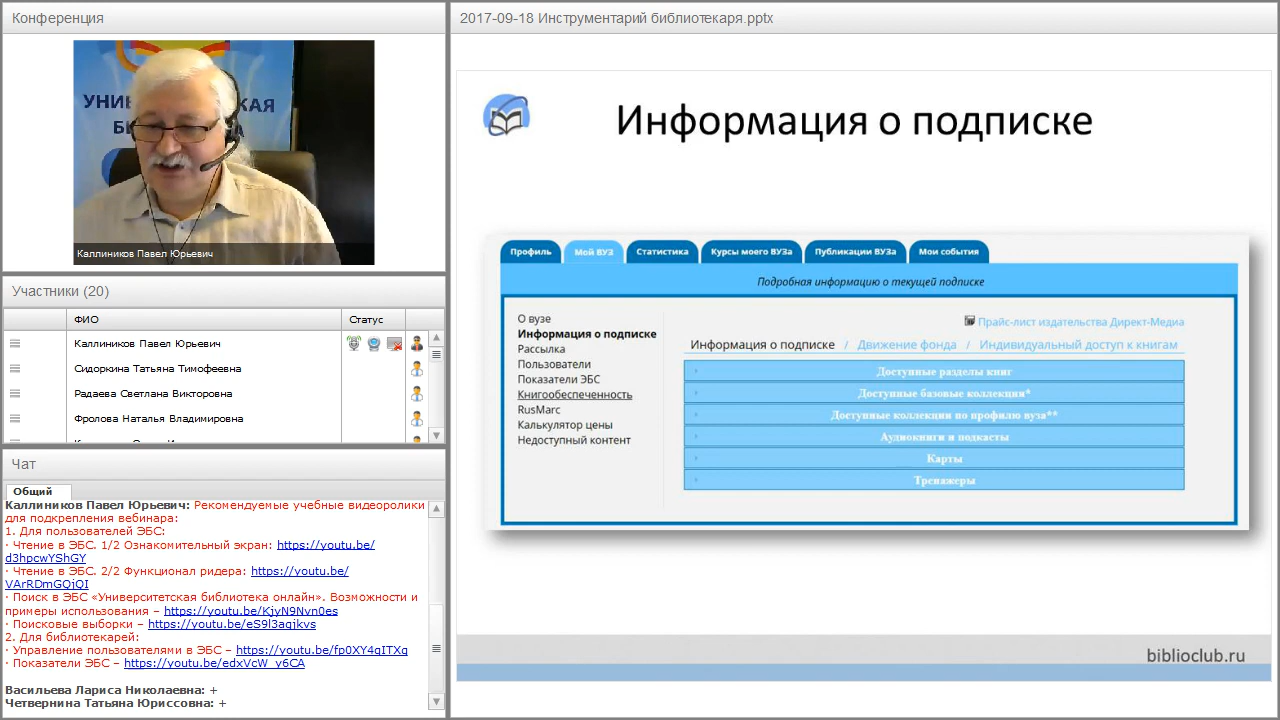 Конференция
УНИВ
СКАЯ
Каллиников Павел Юрьевич
Участники (20)
ФИО
Статус
Каллиников Павел Юрьевич
Сидоркина Татьяна Тимофеевна
Радаева Светлана Викторовна
Фролова Наталья Владимировна
Чат
Общий
Каллиников Павел Юрьевич: Рекомендуемые учебные видеоролики
для подкрепления вебинара:
1. Для пользователей ЭБС:
· Чтение в ЭБС. 1/2 Ознакомительный экран: https://youtu.be/
d3hpcwYShGY
· Чтение в ЭБС. 2/2 Функционал ридера: https://youtu.be/
VArRDmGQjQI
· Поиск в ЭБС «Университетская библиотека онлайн». Возможности и
примеры использования – https://youtu.be/KjyN9Nvn0es
· Поисковые выборки – https://youtu.be/eS9l3aqjkvs
2. Для библиотекарей:
· Управление пользователями в ЭБС – https://youtu.be/fp0XY4qITXg
· Показатели ЭБС – https://youtu.be/edxVcW_y6CA
Васильева Лариса Николаевна: +
Четвернина Татьяна Юриссовна: +
2017-09-18 Инструментарий библиотекаря.pptx
Информация о подписке
Профиль
Мой ВУЗ
Статистика
Курсы моего ВУЗа
Публикации ВУЗа
Мои события
Подробная информацию о текущей подписке
О вузе
Информация о подписке
Рассылка
Пользователи
Показатели ЭБС
Книгообеспеченность
RusMarc
Калькулятор цены
Недоступный контент
Прайс-лист издательства Директ-Медиа
Информация о подписке / Движение фонда / Индивидуальный доступ к книгам
Доступные разделы книг
Доступные базовые коллекции*
Доступные коллекции по профилю вуза**
Аудиокниги и подкасты
Карты
Тренажеры
biblioclub.ru